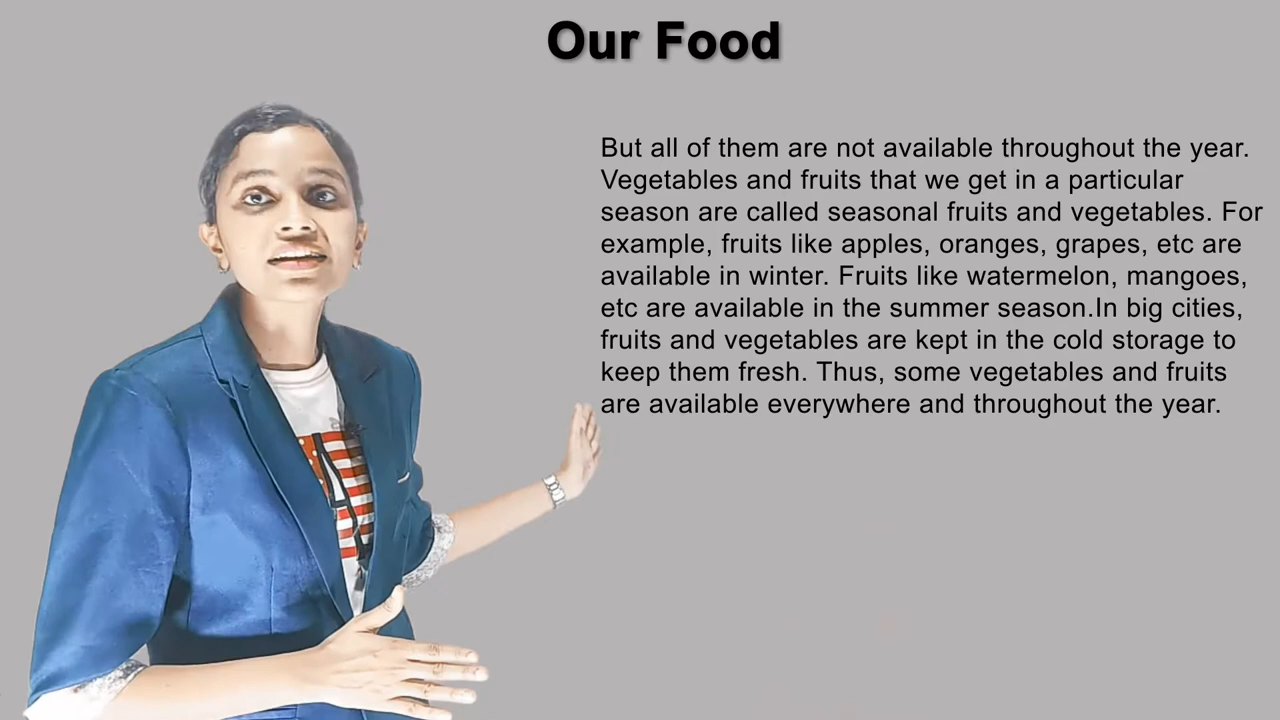 Our Food
But all of them are not available throughout the year.
Vegetables and fruits that we get in a particular
season are called seasonal fruits and vegetables. For
example, fruits like apples, oranges, grapes, etc are
available in winter. Fruits like watermelon, mangoes,
etc are available in the summer season.In big cities,
fruits and vegetables are kept in the cold storage to
keep them fresh. Thus, some vegetables and fruits
are available everywhere and throughout the year.